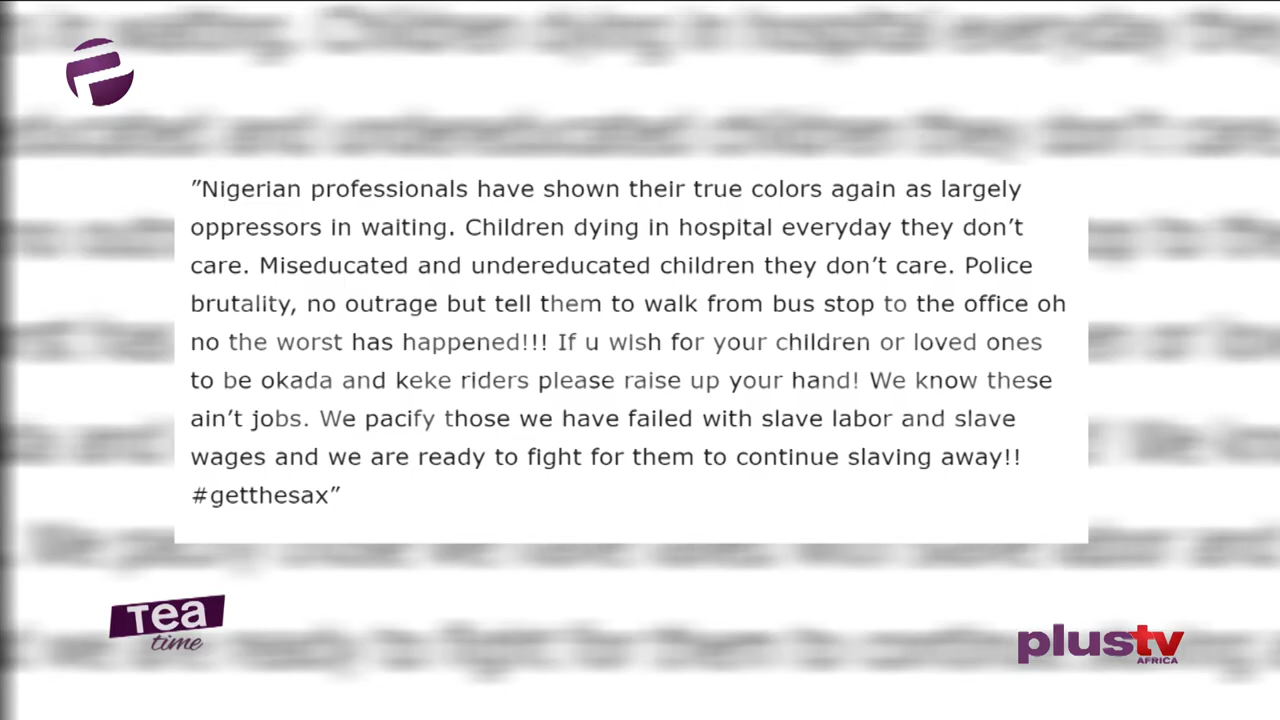 ”Nigerian professionals have shown their true colors again as largely
oppressors in waiting. Children dying in hospital everyday they don’t
care. Miseducated and undereducated children they don’t care. Police
brutality, no outrage but tell them to walk from bus stop to the office oh
no the worst has happened!!! If u wish for your children or loved ones
to be okada and keke riders please raise up your hand! We know these
ain’t jobs. We pacify those we have failed with slave labor and slave
wages and we are ready to fight for them to continue slaving away!!
#getthesax”
Tea
time
plustv
AFRICA